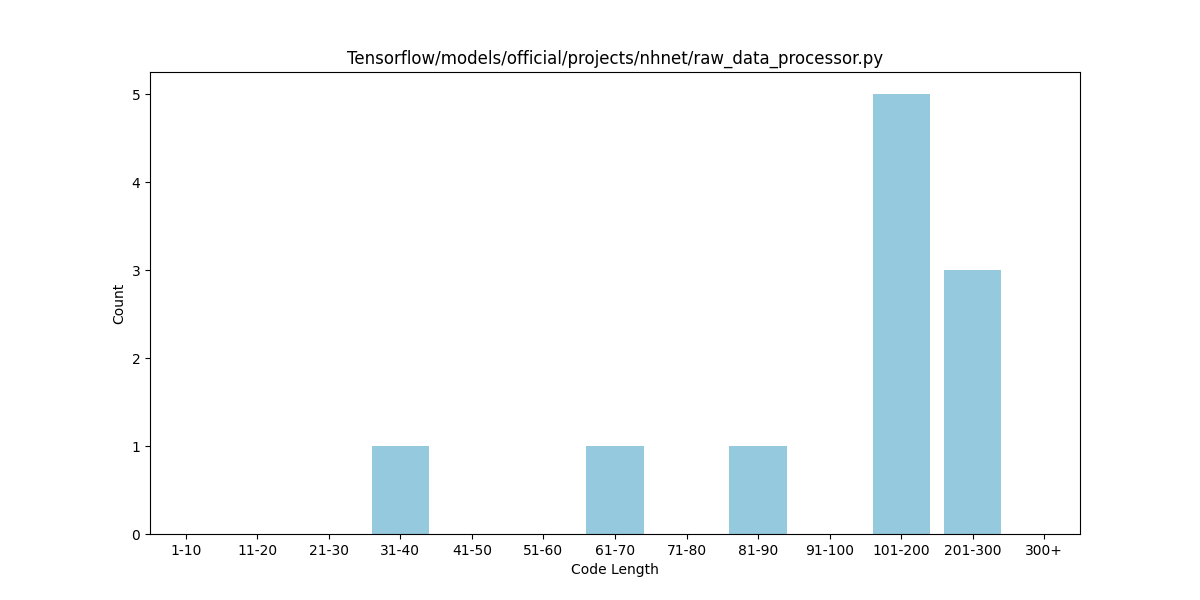 Tensorflow/models/official/projects/nhnet/raw_data_processor.py
5
4
3
2
1
0
Count
1-10 11-20 21-30 31-40 41-50 51-60 61-70 71-80 81-90 91-100 101-200 201-300 300+
Code Length